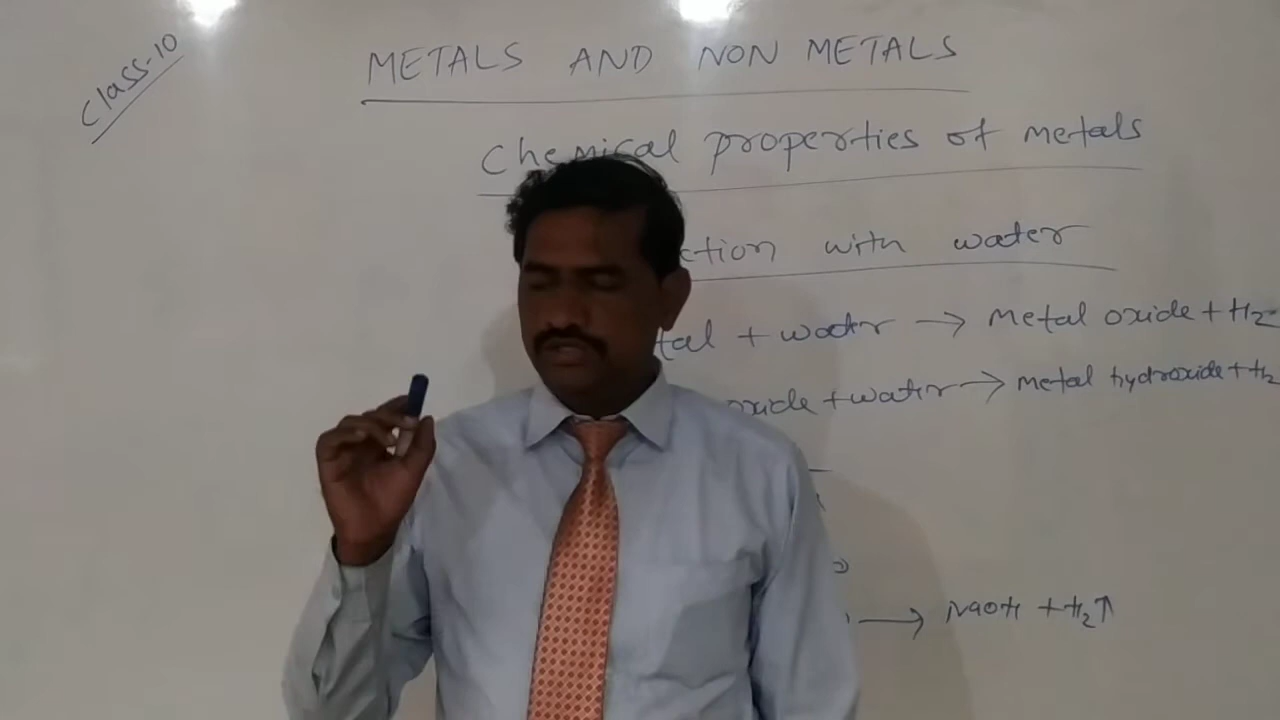 Class-10
METALS AND NON METALS
Chemical properties of metals
ction with water
tal + water → Metal oxide + H₂
oxide + water → Metal hydroxide + H₂
→ NaOH + H₂↑